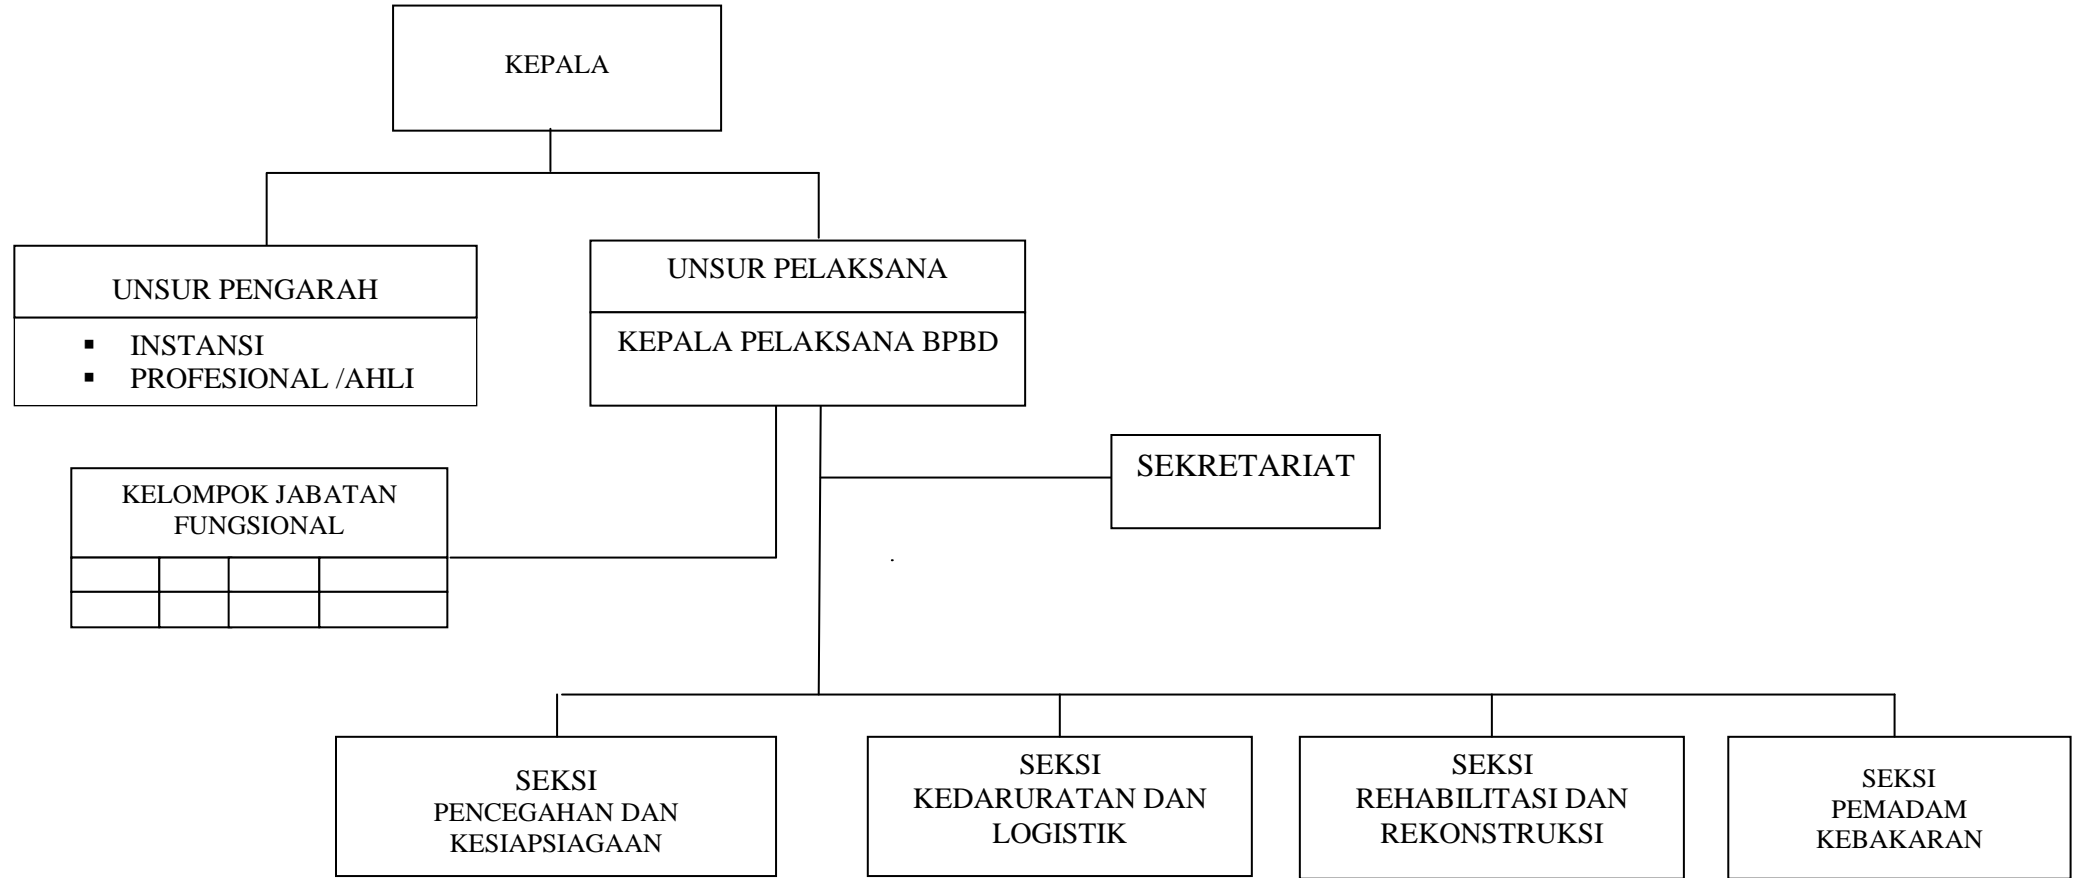 KEPALA
UNSUR PENGARAH
▪ INSTANSI
▪ PROFESIONAL /AHLI
UNSUR PELAKSANA
KEPALA PELAKSANA BPBD
SEKRETARIAT
KELOMPOK JABATAN
FUNGSIONAL
SEKSI
PENCEGAHAN DAN
KESIAPSIAGAAN
SEKSI
KEDARURATAN DAN
LOGISTIK
SEKSI
REHABILITASI DAN
REKONSTRUKSI
SEKSI
PEMADAM
KEBAKARAN